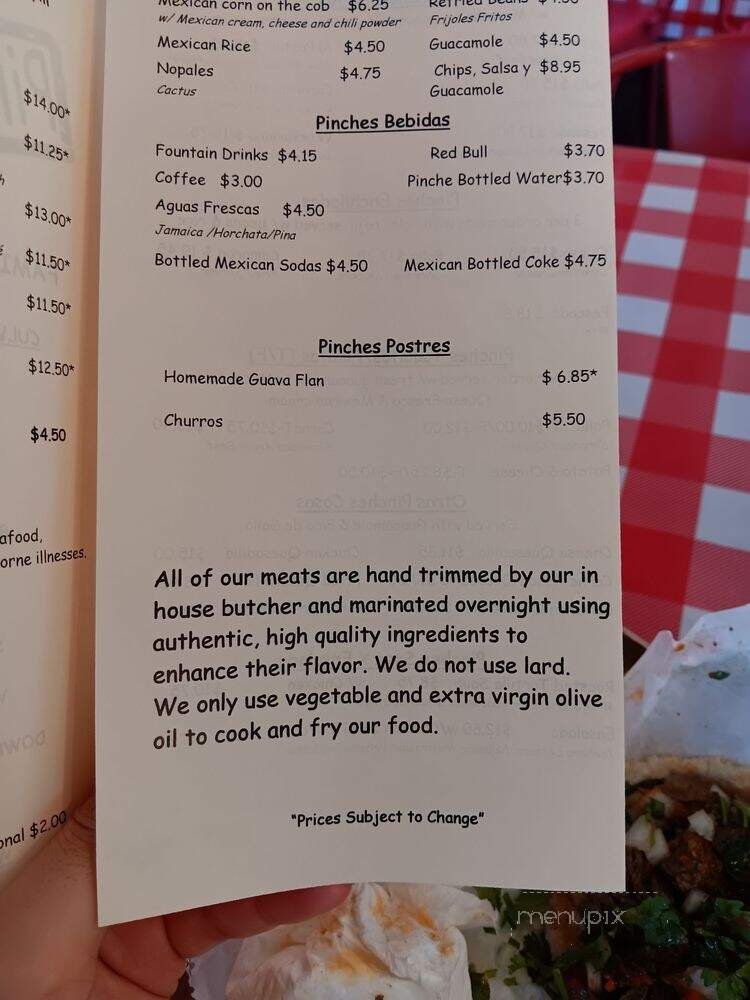 $14.00*
$11.25*
$13.00*
$11.50*
$11.50*
$12.50*
$4.50
afood,
orne illnesses.
onal $2.00
Mexican corn on the cob $6.25
w/ Mexican cream, cheese and chili powder
Mexican Rice $4.50
Nopales $4.75
Cactus
Refried Beans
Frijoles Fritos
Guacamole $4.50
Chips, Salsa y $8.95
Guacamole
Pinches Bebidas
Fountain Drinks $4.15 Red Bull $3.70
Coffee $3.00 Pinche Bottled Water$3.70
Aguas Frescas $4.50
Jamaica /Horchata/Pina
Bottled Mexican Sodas $4.50 Mexican Bottled Coke $4.75
Pinches Postres
Homemade Guava Flan $ 6.85*
Churros $5.50
All of our meats are hand trimmed by our in
house butcher and marinated overnight using
authentic, high quality ingredients to
enhance their flavor. We do not use lard.
We only use vegetable and extra virgin olive
oil to cook and fry our food.
"Prices Subject to Change"
menupix